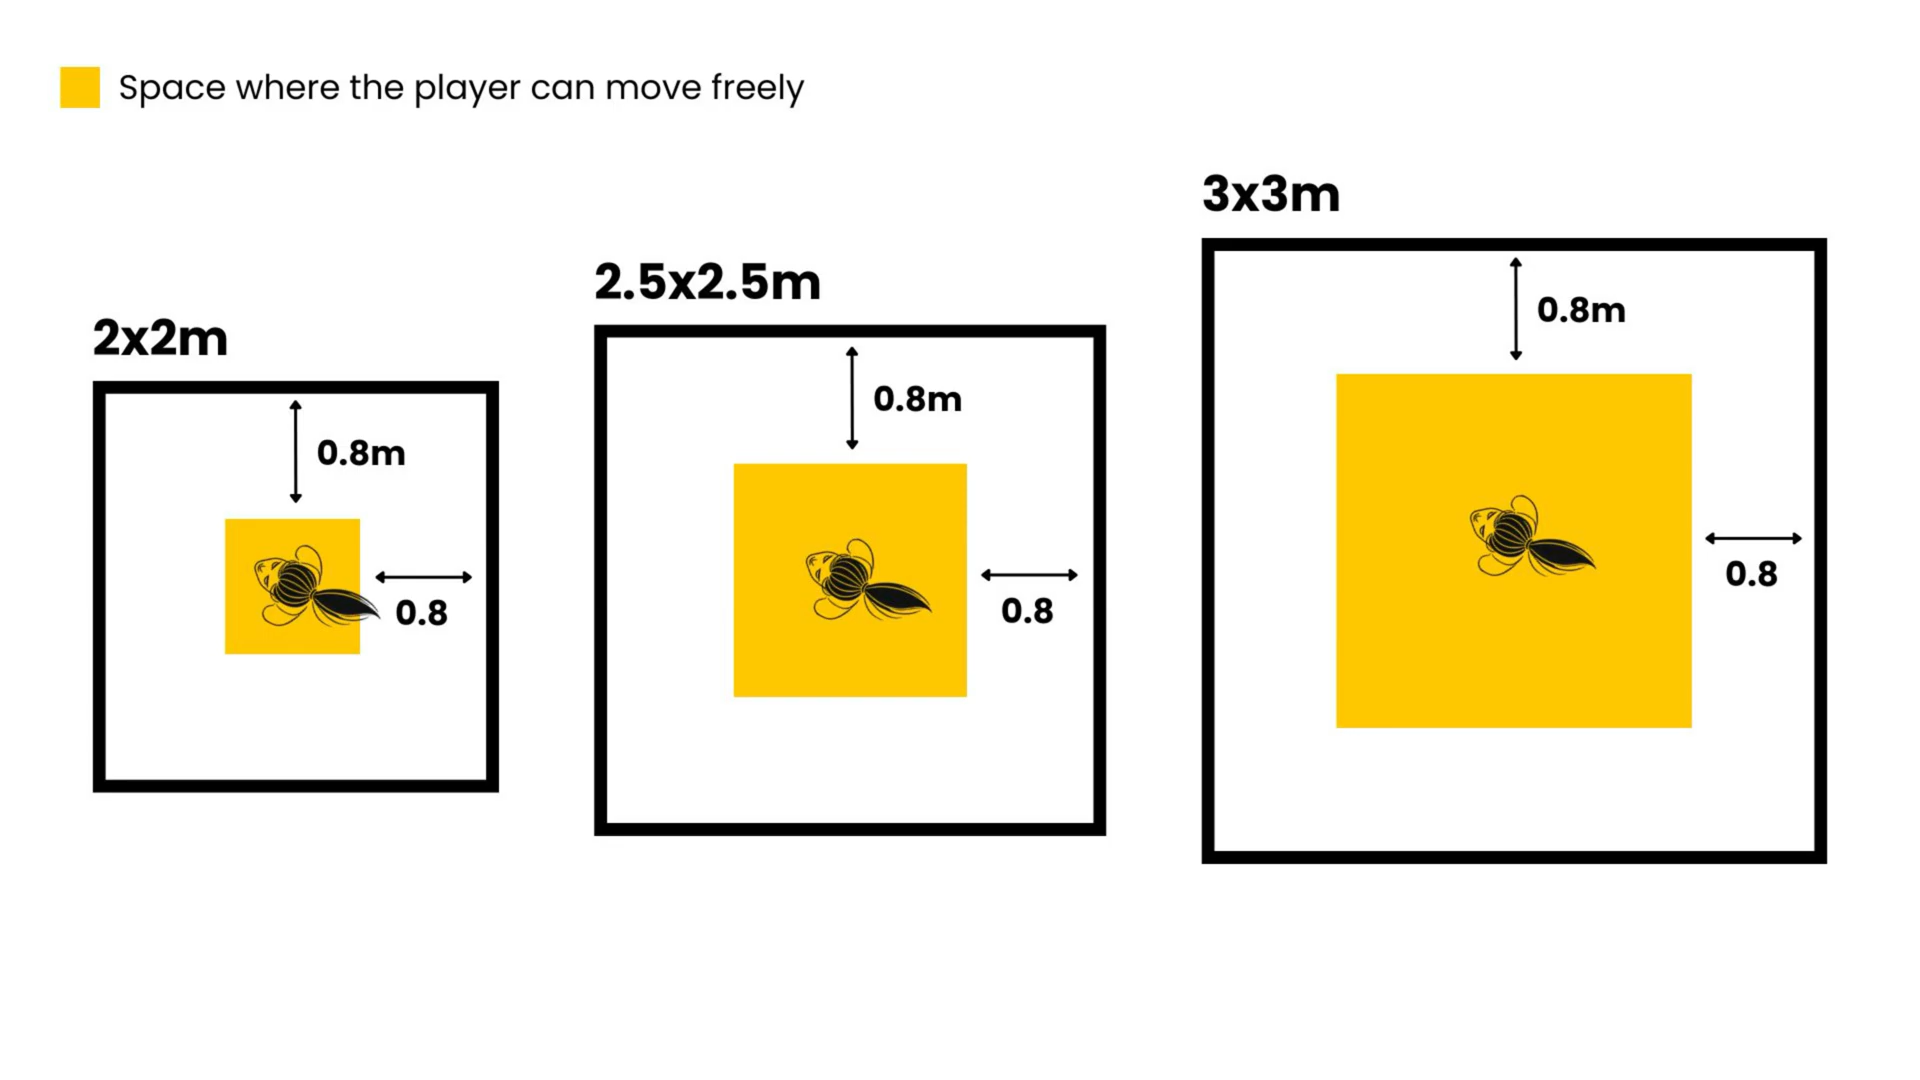 Space where the player can move freely
2x2m
0.8m
0.8
2.5x2.5m
0.8m
0.8
3x3m
0.8m
0.8